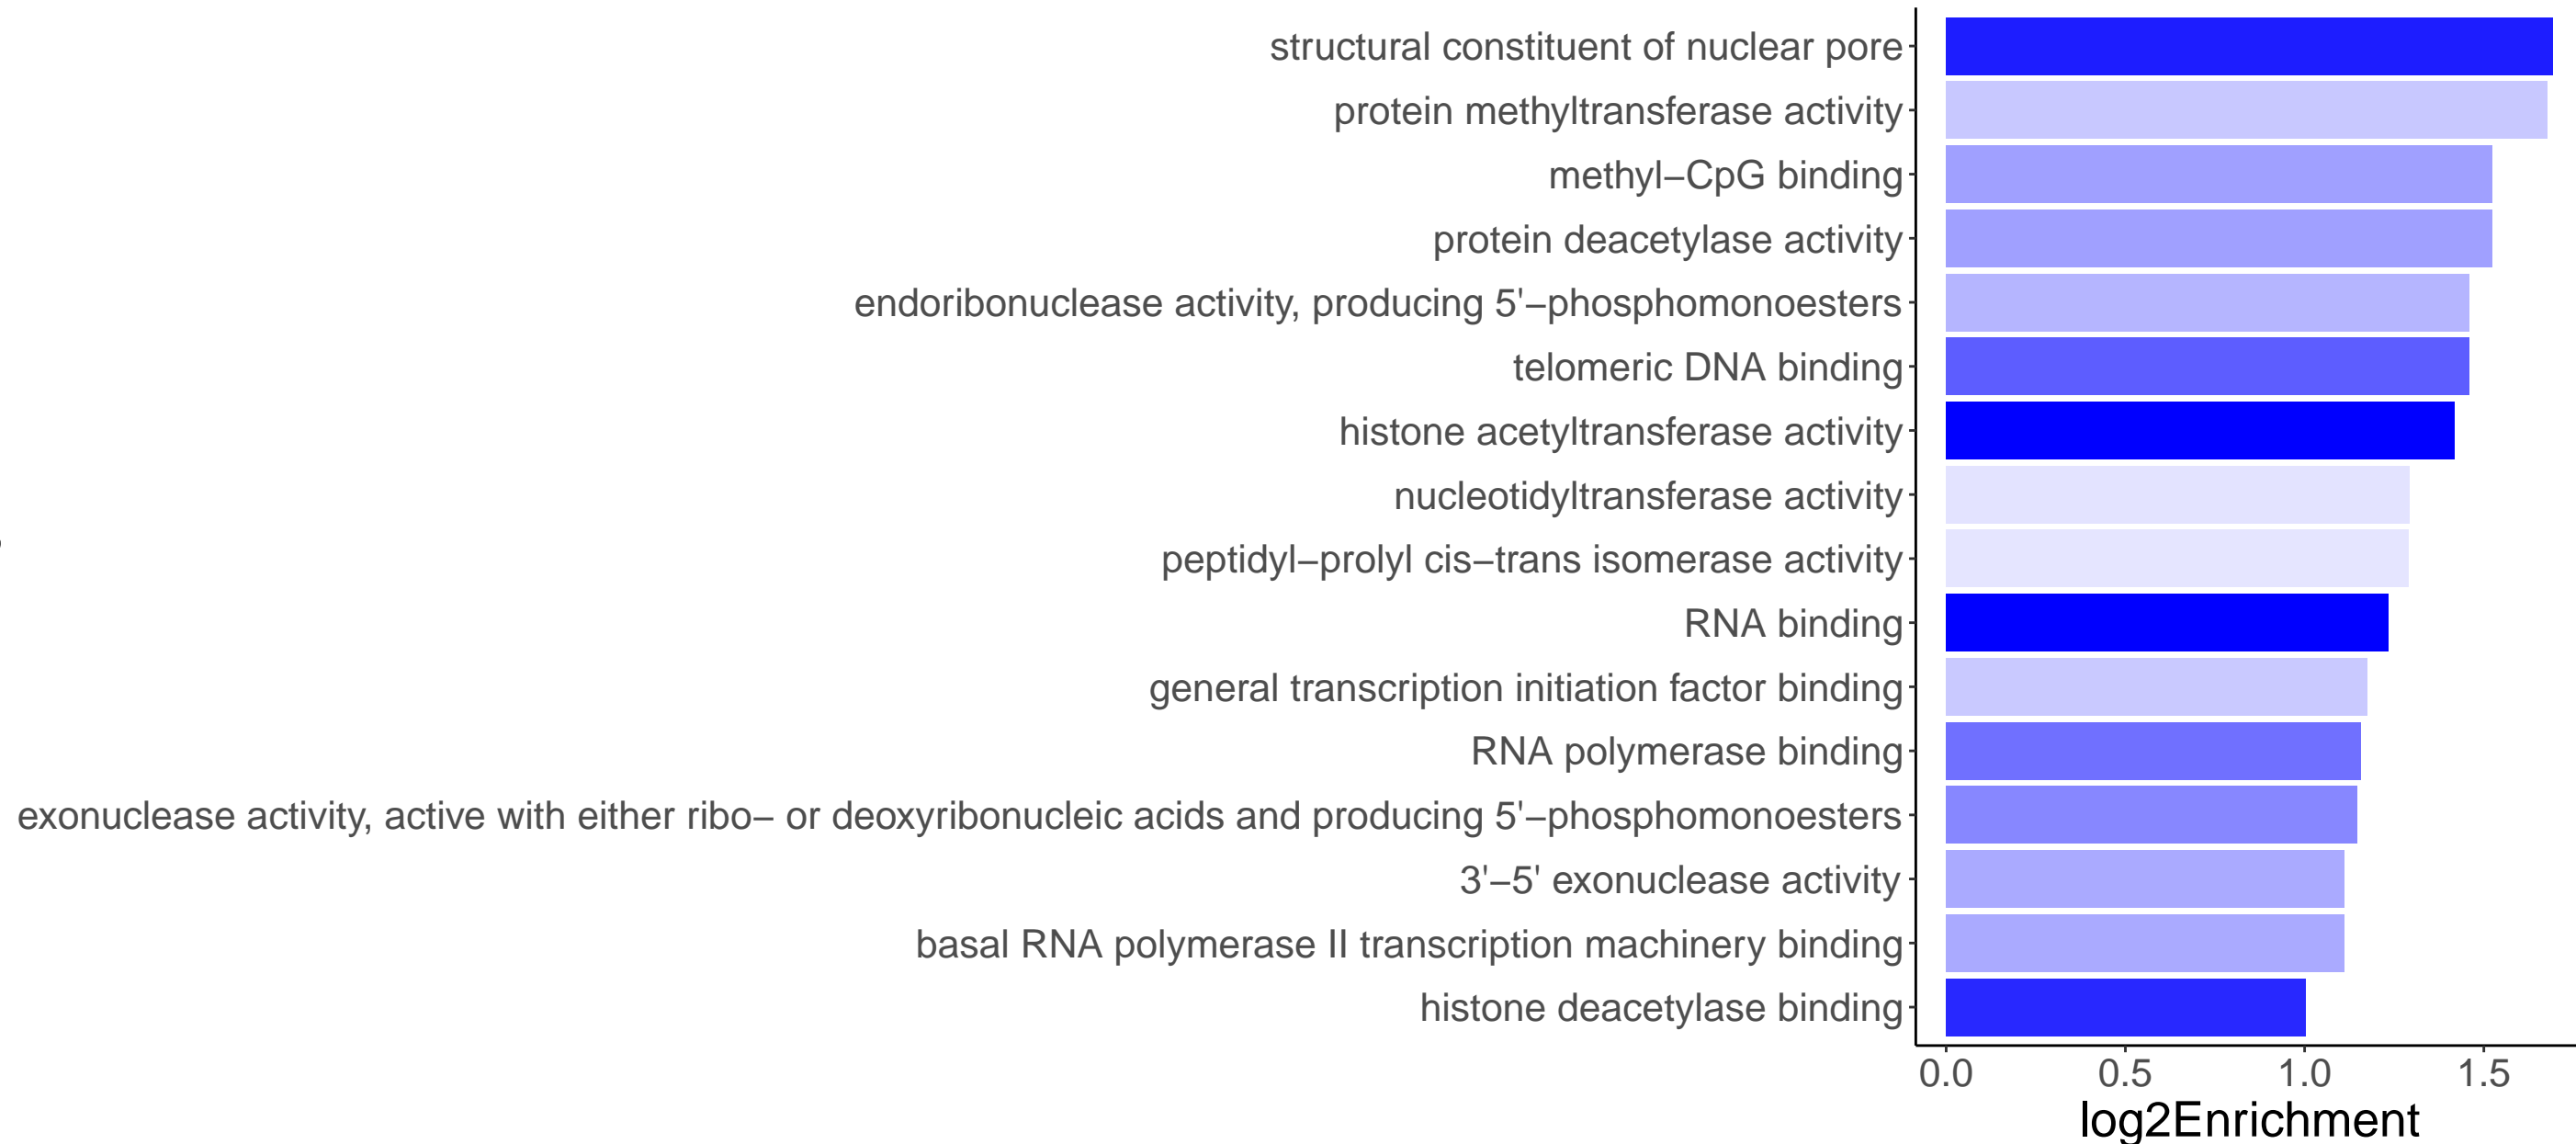 structural constituent of nuclear pore
protein methyltransferase activity
methyl−CpG binding
protein deacetylase activity
endoribonuclease activity, producing 5'−phosphomonoesters
telomeric DNA binding
histone acetyltransferase activity
nucleotidyltransferase activity
peptidyl−prolyl cis−trans isomerase activity
RNA binding
general transcription initiation factor binding
RNA polymerase binding
exonuclease activity, active with either ribo− or deoxyribonucleic acids and producing 5'−phosphomonoesters
3'−5' exonuclease activity
basal RNA polymerase II transcription machinery binding
histone deacetylase binding
0.0 0.5 1.0 1.5
log2Enrichment